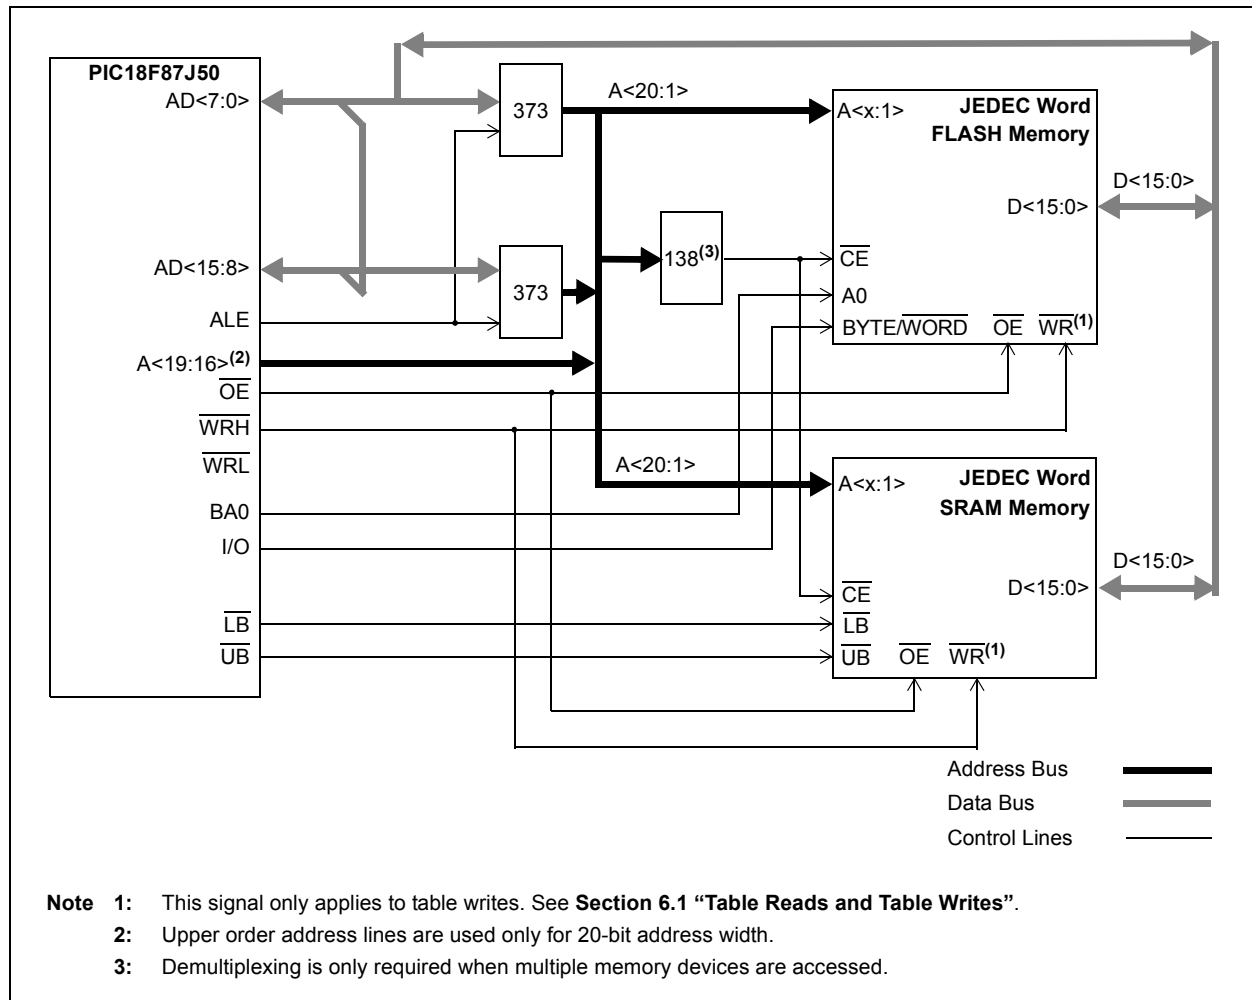 PIC18F87J50
AD<7:0>
AD<15:8>
ALE
A<19:16>(2)
OE
WRH
WRL
BA0
I/O
LB
UB
373
373
A<20:1>
138(3)
A<x:1>
JEDEC Word
FLASH Memory
D<15:0>
D<15:0>
CE
A0
BYTE/WORD OE WR(1)
A<20:1>
A<x:1>
JEDEC Word
SRAM Memory
D<15:0>
D<15:0>
CE
LB
UB OE WR(1)
Address Bus
Data Bus
Control Lines
Note 1: This signal only applies to table writes. See Section 6.1 “Table Reads and Table Writes”.
2: Upper order address lines are used only for 20-bit address width.
3: Demultiplexing is only required when multiple memory devices are accessed.